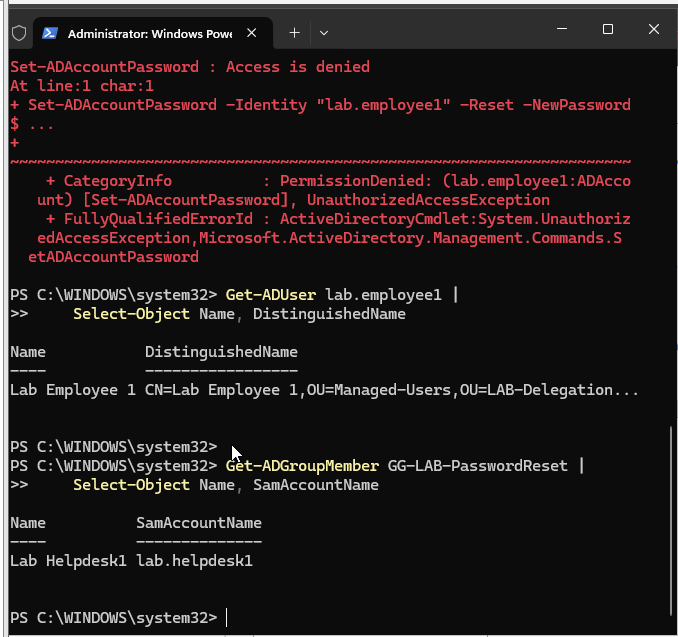 Administrator: Windows Powe
Set-ADAccountPassword : Access is denied
At line:1 char:1
+ Set-ADAccountPassword -Identity "lab.employee1" -Reset -NewPassword
$ ...
+
~~~~~~~~~~~~~~~~~~~~~~~~~~~~~~~~~~~~~~~~~~~~~~~~~~~~~~~~~~~~~~~~~~~~~
    + CategoryInfo          : PermissionDenied: (lab.employee1:ADAcco
   unt) [Set-ADAccountPassword], UnauthorizedAccessException
    + FullyQualifiedErrorId : ActiveDirectoryCmdlet:System.Unauthoriz
   edAccessException,Microsoft.ActiveDirectory.Management.Commands.S
  etADAccountPassword
PS C:\WINDOWS\system32> Get-ADUser lab.employee1 |
>>     Select-Object Name, DistinguishedName
Name           DistinguishedName
----           -----------------
Lab Employee 1 CN=Lab Employee 1,OU=Managed-Users,OU=LAB-Delegation...
PS C:\WINDOWS\system32>
PS C:\WINDOWS\system32> Get-ADGroupMember GG-LAB-PasswordReset |
>>     Select-Object Name, SamAccountName
Name          SamAccountName
----          --------------
Lab Helpdesk1 lab.helpdesk1
PS C:\WINDOWS\system32>